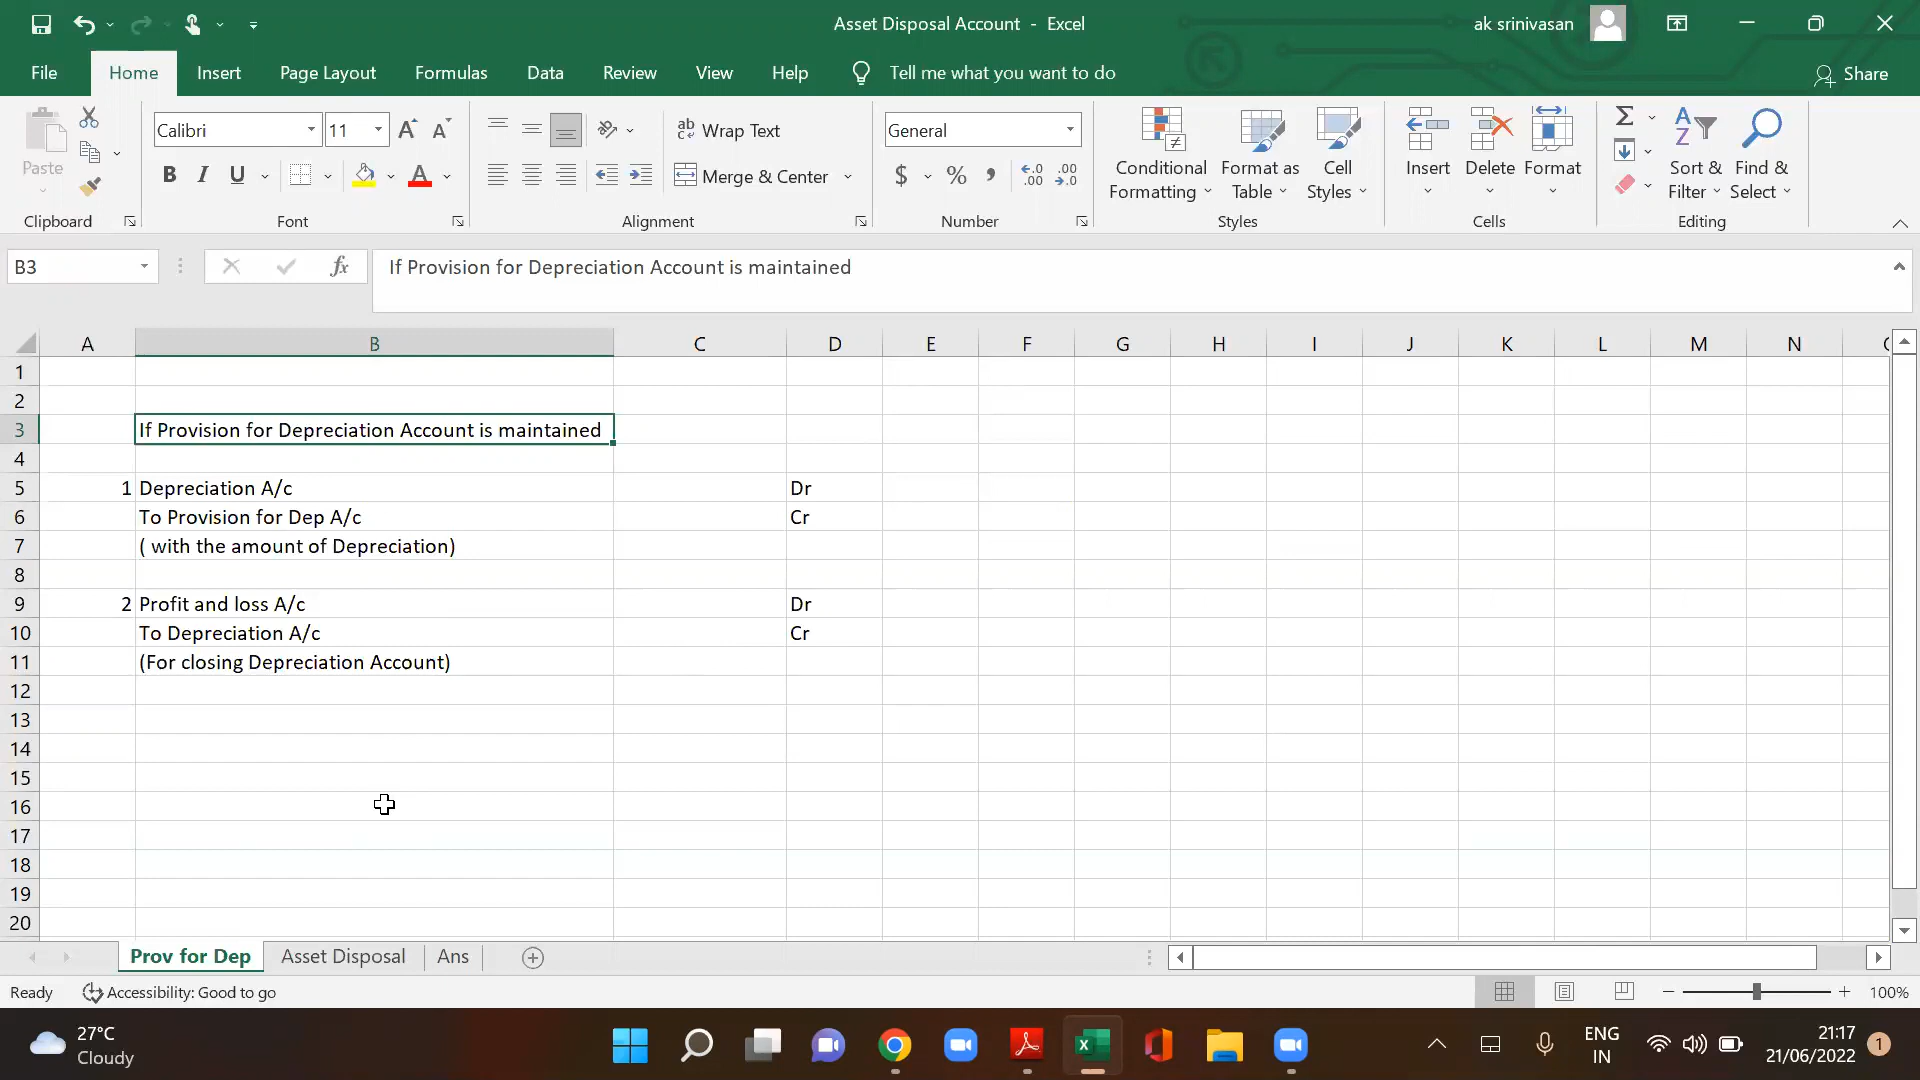 Asset Disposal Account - Excel
ak srinivasan
File Home Insert Page Layout Formulas Data Review View Help Tell me what you want to do Share
Paste
Clipboard
Calibri 11
B I U A
Font
Wrap Text
Merge & Center
Alignment
General
$ % ,
Number
Conditional Formatting
Format as Table
Cell Styles
Styles
Insert Delete Format
Cells
Sort & Filter
Find & Select
Editing
B3 fx If Provision for Depreciation Account is maintained
A B C D E F G H I J K L M N
1
2
3 If Provision for Depreciation Account is maintained
4
5 1 Depreciation A/c Dr
6 To Provision for Dep A/c Cr
7 ( with the amount of Depreciation)
8
9 2 Profit and loss A/c Dr
10 To Depreciation A/c Cr
11 (For closing Depreciation Account)
12
13
14
15
16
17
18
19
20
Prov for Dep Asset Disposal Ans
Ready Accessibility: Good to go 100%
27°C
Cloudy
ENG
IN
21:17
21/06/2022
1